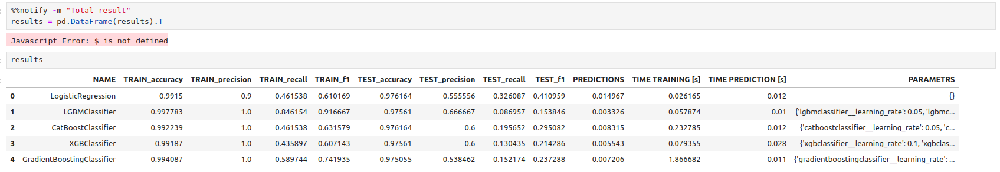 %%notify -m "Total result"
results = pd.DataFrame(results).T
Javascript Error: $ is not defined
results
NAME TRAIN_accuracy TRAIN_precision TRAIN_recall TRAIN_f1 TEST_accuracy TEST_precision TEST_recall TEST_f1 PREDICTIONS TIME TRAINING [s] TIME PREDICTION [s] PARAMETRS
0 LogisticRegression 0.9915 0.9 0.461538 0.610169 0.976164 0.555556 0.326087 0.410959 0.014967 0.026165 0.012 {}
1 LGBMClassifier 0.997783 1.0 0.846154 0.916667 0.97561 0.666667 0.086957 0.153846 0.003326 0.057874 0.01 {'lgbmclassifier__learning_rate': 0.05, 'lgbmc...
2 CatBoostClassifier 0.992239 1.0 0.461538 0.631579 0.976164 0.6 0.195652 0.295082 0.008315 0.232785 0.012 {'catboostclassifier__learning_rate': 0.05, 'c...
3 XGBClassifier 0.99187 1.0 0.435897 0.607143 0.97561 0.6 0.130435 0.214286 0.005543 0.079355 0.028 {'xgbclassifier__learning_rate': 0.1, 'xgbclas...
4 GradientBoostingClassifier 0.994087 1.0 0.589744 0.741935 0.975055 0.538462 0.152174 0.237288 0.007206 1.866682 0.011 {'gradientboostingclassifier__learning_rate': ...